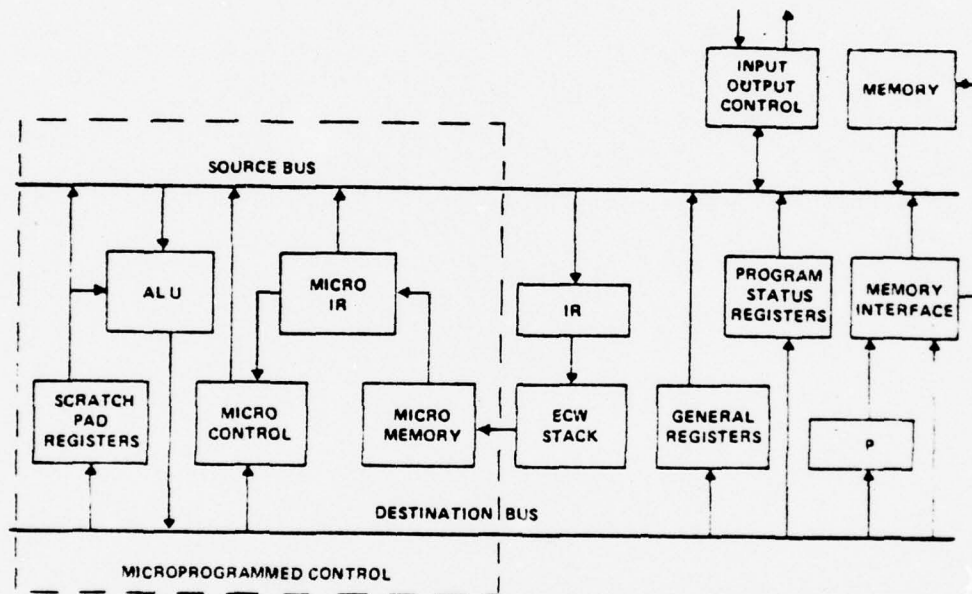 INPUT
OUTPUT
CONTROL
MEMORY
SOURCE BUS
ALU
MICRO
IR
IR
PROGRAM
STATUS
REGISTERS
MEMORY
INTERFACE
SCRATCH
PAD
REGISTERS
MICRO
CONTROL
MICRO
MEMORY
ECW
STACK
GENERAL
REGISTERS
P
DESTINATION BUS
MICROPROGRAMMED CONTROL